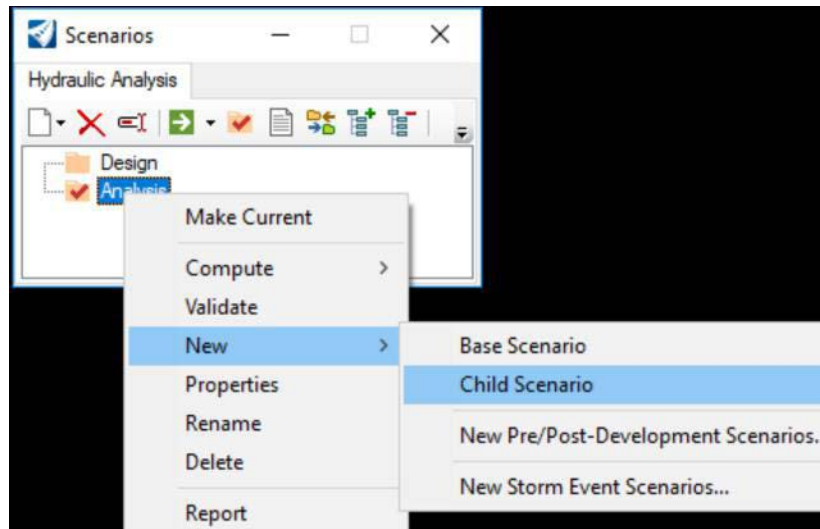 Scenarios
Hydraulic Analysis
Design
Analysis
Make Current
Compute
Validate
New
Base Scenario
Properties
Child Scenario
Rename
New Pre/Post-Development Scenarios.
Delete
New Storm Event Scenarios...
Report